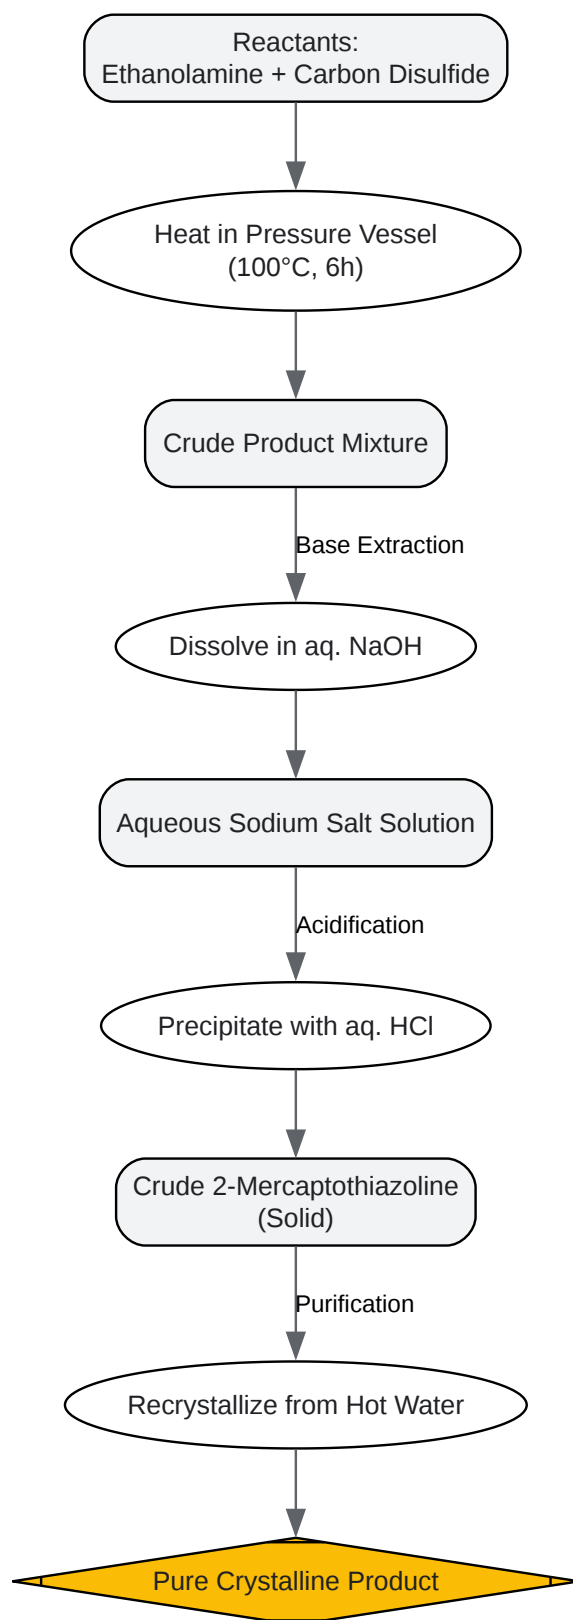 Reactants:
Ethanolamine + Carbon Disulfide
Heat in Pressure Vessel
(100°C, 6h)
Crude Product Mixture
Base Extraction
Dissolve in aq. NaOH
Aqueous Sodium Salt Solution
Acidification
Precipitate with aq. HCl
Crude 2-Mercaptothiazoline
(Solid)
Purification
Recrystallize from Hot Water
Pure Crystalline Product